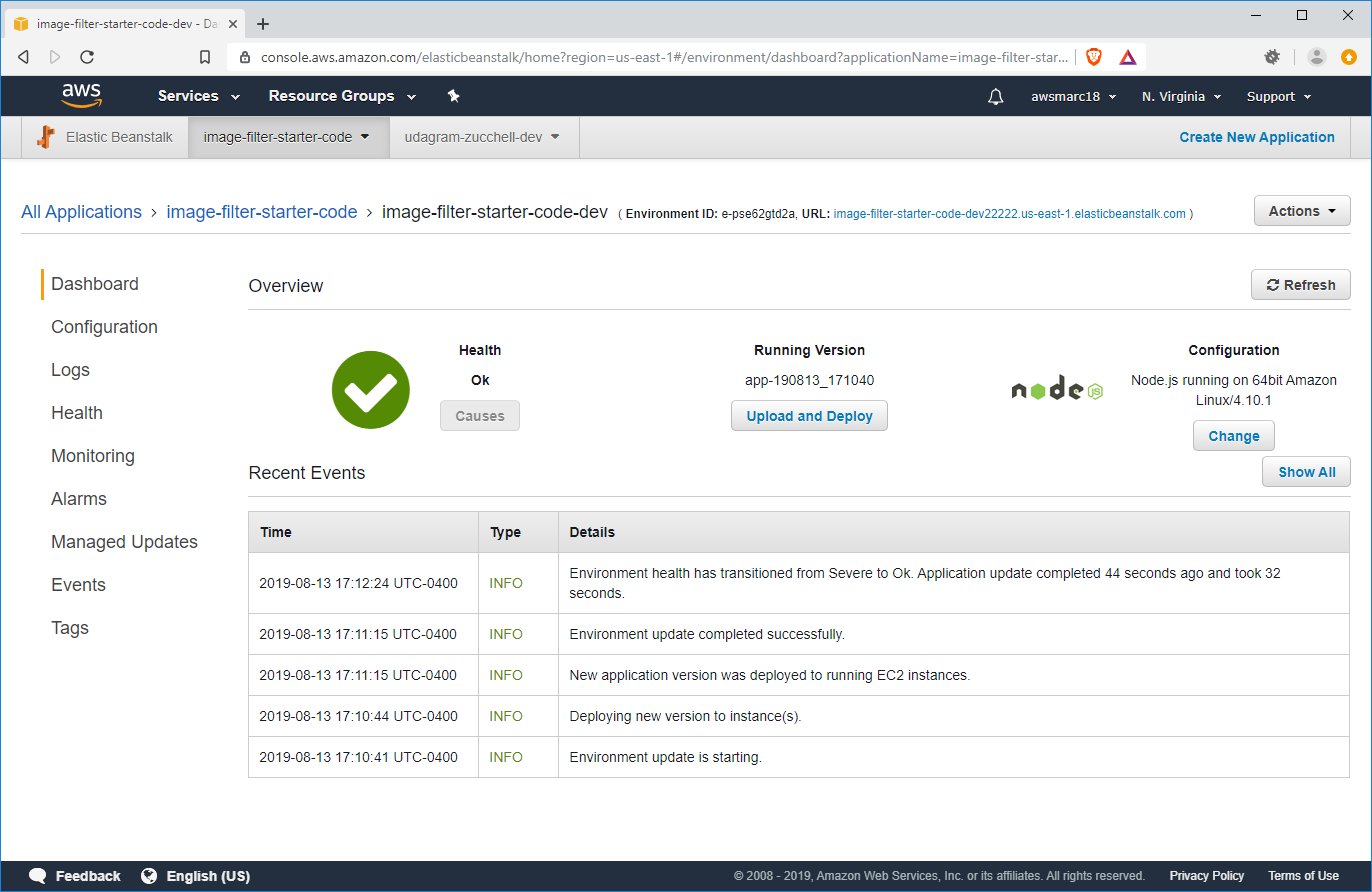 image-filter-starter-code-dev - Da
console.aws.amazon.com/elasticbeanstalk/home?region=us-east-1#/environment/dashboard?applicationName=image-filter-star...
aws Services Resource Groups awsmarc18 N. Virginia Support
Elastic Beanstalk image-filter-starter-code udagram-zucchell-dev Create New Application
All Applications > image-filter-starter-code > image-filter-starter-code-dev ( Environment ID: e-pse62gtd2a, URL: image-filter-starter-code-dev22222.us-east-1.elasticbeanstalk.com ) Actions
Dashboard
Configuration
Logs
Health
Monitoring
Alarms
Managed Updates
Events
Tags
Overview Refresh
Health
Ok
Causes
Running Version
app-190813_171040
Upload and Deploy
node JS
Configuration
Node.js running on 64bit Amazon
Linux/4.10.1
Change
Recent Events Show All
Time Type Details
2019-08-13 17:12:24 UTC-0400 INFO Environment health has transitioned from Severe to Ok. Application update completed 44 seconds ago and took 32
seconds.
2019-08-13 17:11:15 UTC-0400 INFO Environment update completed successfully.
2019-08-13 17:11:15 UTC-0400 INFO New application version was deployed to running EC2 instances.
2019-08-13 17:10:44 UTC-0400 INFO Deploying new version to instance(s).
2019-08-13 17:10:41 UTC-0400 INFO Environment update is starting.
Feedback English (US) © 2008 - 2019, Amazon Web Services, Inc. or its affiliates. All rights reserved. Privacy Policy Terms of Use